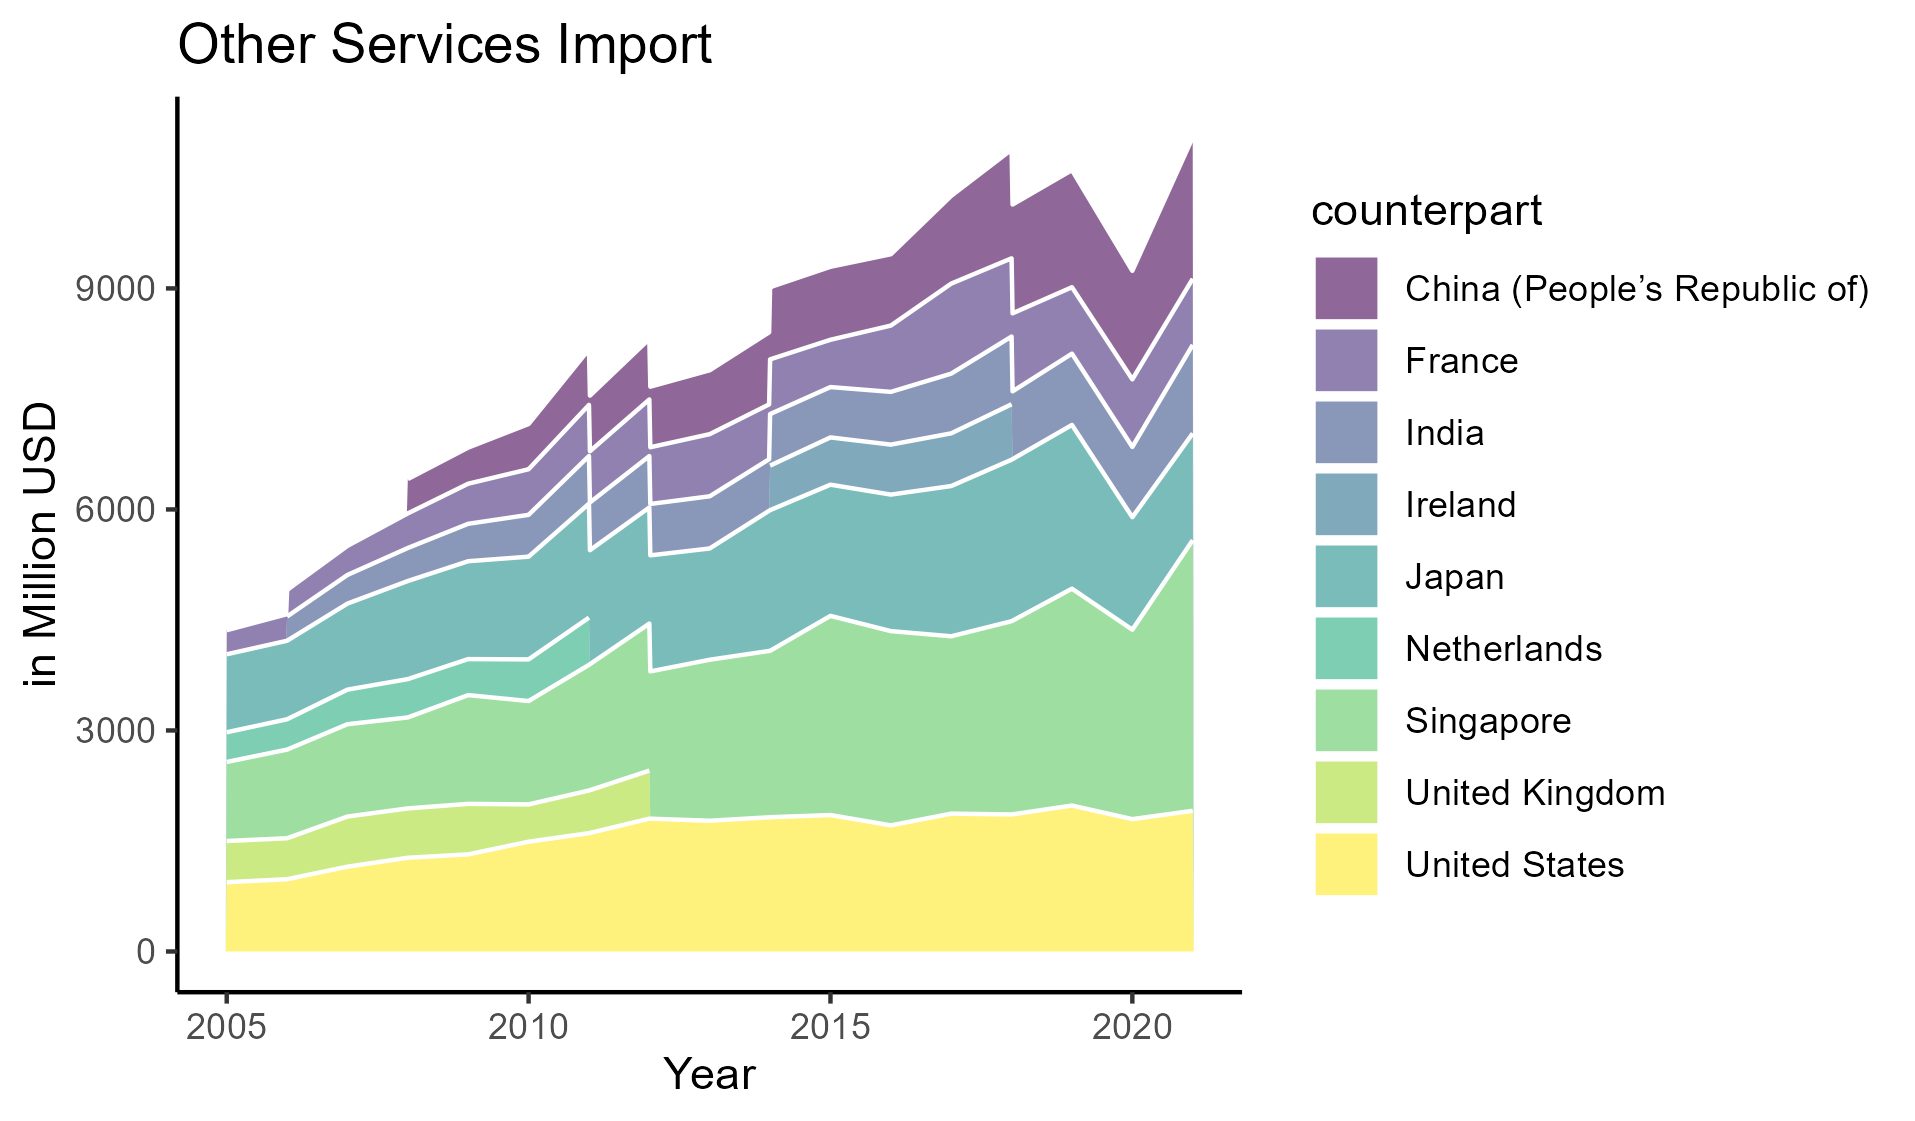 Other Services Import
in Million USD
9000
6000
3000
0
2005 2010 2015 2020
Year
counterpart
China (People’s Republic of)
France
India
Ireland
Japan
Netherlands
Singapore
United Kingdom
United States